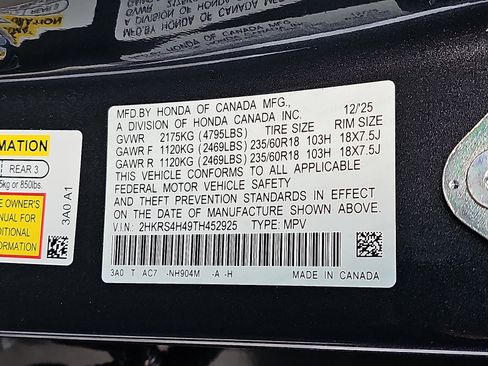 MFD.BY HONDA OF CANADA MFG.,
A DIVISION OF HONDA CANADA INC. 12/'25
GVWR 2175KG (4795LBS) TIRE SIZE RIM SIZE
GAWR F 1120KG (2469LBS) 235/60R18 103H 18X7.5J
GAWR R 1120KG (2469LBS) 235/60R18 103H 18X7.5J
THIS VEHICLE CONFORMS TO ALL APPLICABLE
FEDERAL MOTOR VEHICLE SAFETY
AND THEFT PREVENTION STANDARDS IN EFFECT
ON THE DATE OF MANUFACTURE SHOWN ABOVE.
V.I.N: 2HKRS4H49TH452925 TYPE: MPV
3A0 T AC7 -NH904M -A -H MADE IN CANADA
MATION
REAR 3
5kg or 850lbs.
E OWNER'S
NUAL FOR
DITIONAL
ORMATION
3A0 A1